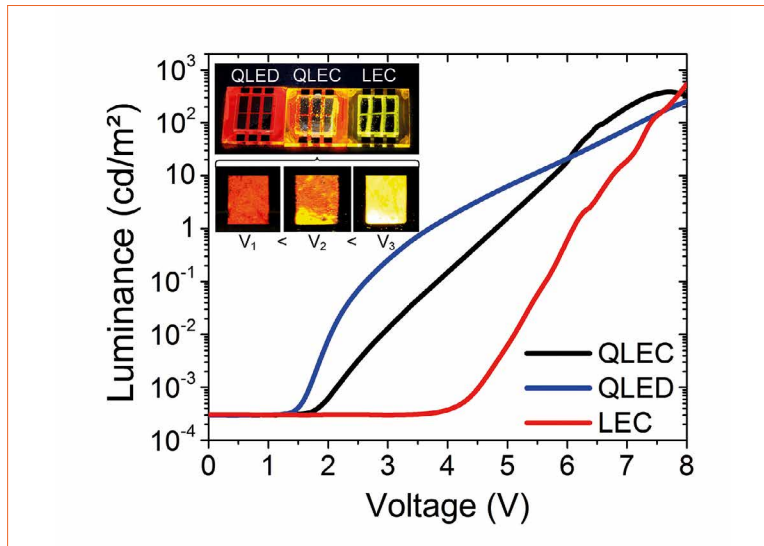 Luminance (cd/m²)
10³
10²
10
1
10⁻¹
10⁻²
10⁻³
10⁻⁴
QLED QLEC LEC
V₁ < V₂ < V₃
QLEC
QLED
LEC
0 1 2 3 4 5 6 7 8
Voltage (V)